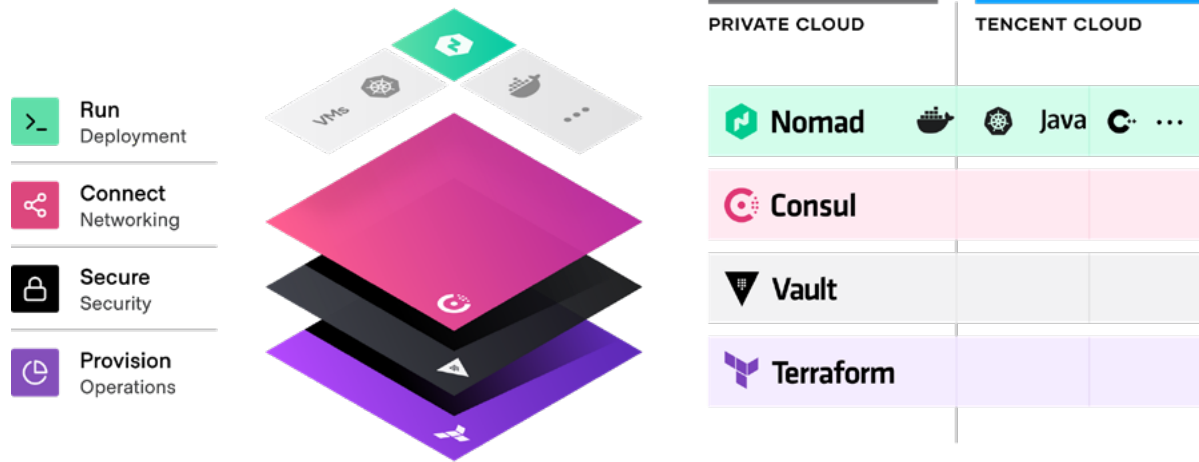 Run
Deployment
Connect
Networking
Secure
Security
Provision
Operations
VMs
...
PRIVATE CLOUD
TENCENT CLOUD
Nomad
Java
C++
...
Consul
Vault
Terraform